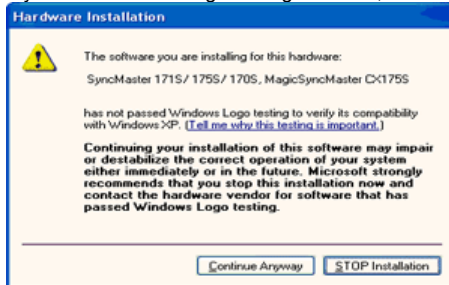 Hardware Installation
The software you are installing for this hardware:
SyncMaster 171S/ 175S/ 170S, MagicSyncMaster CX175S
has not passed Windows Logo testing to verify its compatibility
with Windows XP. (Tell me why this testing is important.)
Continuing your installation of this software may impair
or destabilize the correct operation of your system
either immediately or in the future. Microsoft strongly
recommends that you stop this installation now and
contact the hardware vendor for software that has
passed Windows Logo testing.
Continue Anyway
STOP Installation